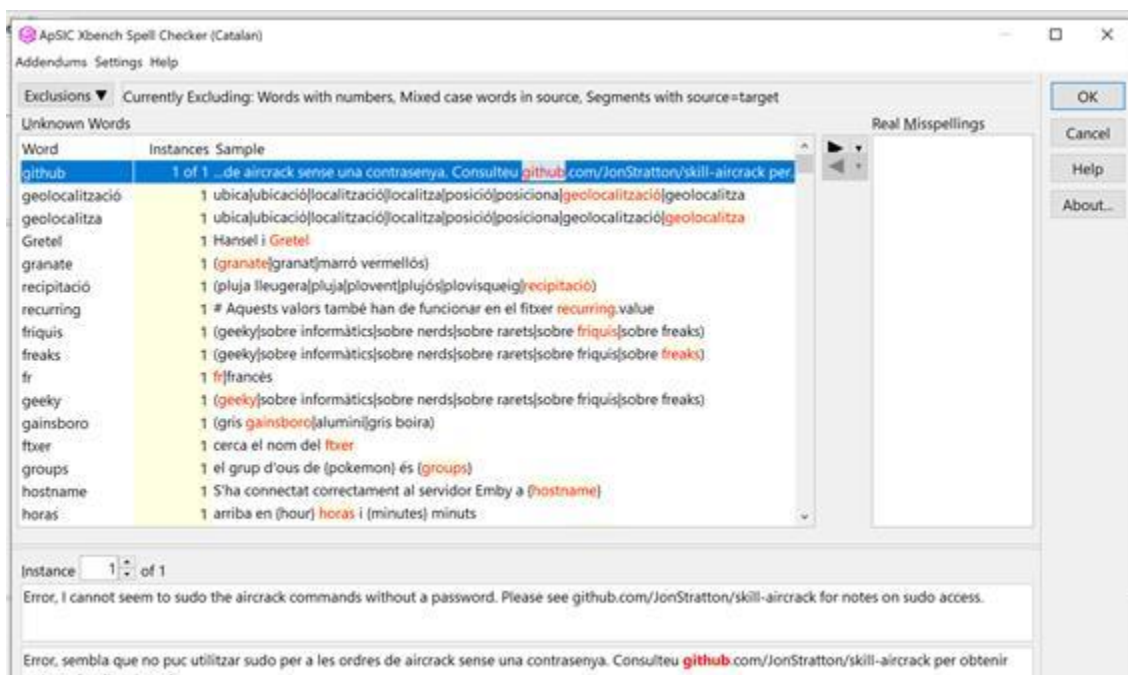 ApSIC Xbench Spell Checker (Catalan)
Addendums Settings Help
Exclusions ▼ Currently Excluding: Words with numbers, Mixed case words in source, Segments with source=target
OK
Cancel
Help
About...
Unknown Words
Real Misspellings
Word Instances Sample
github 1 of 1 ...de aircrack sense una contrasenya. Consulteu github.com/JonStratton/skill-aircrack per.
geolocalització 1 ubica|ubicació|localització|localitza|posició|posiciona|geolocalització|geolocalitza
geolocalitza 1 ubica|ubicació|localització|localitza|posició|posiciona|geolocalització|geolocalitza
Gretel 1 Hansel i Gretel
granate 1 (granate|granat|marró vermellós)
recipitació 1 (pluja lleugera|pluja|plovent|plujós|plovisqueig|recipitació)
recurring 1 # Aquests valors també han de funcionar en el fitxer recurring.value
friquis 1 (geeky|sobre informàtics|sobre nerds|sobre rarets|sobre friquis|sobre freaks)
freaks 1 (geeky|sobre informàtics|sobre nerds|sobre rarets|sobre friquis|sobre freaks)
fr 1 fr|francès
geeky 1 (geeky|sobre informàtics|sobre nerds|sobre rarets|sobre friquis|sobre freaks)
gainsboro 1 (gris gainsboro|alumini|gris boira)
ftxer 1 cerca el nom del ftxer
groups 1 el grup d'ous de {pokemon} és {groups}
hostname 1 S'ha connectat correctament al servidor Emby a {hostname}
horas 1 arriba en {hour} horas i {minutes} minuts
Instance 1 of 1
Error, I cannot seem to sudo the aircrack commands without a password. Please see github.com/JonStratton/skill-aircrack for notes on sudo access.
Error, sembla que no puc utilitzar sudo per a les ordres de aircrack sense una contrasenya. Consulteu github.com/JonStratton/skill-aircrack per obtenir